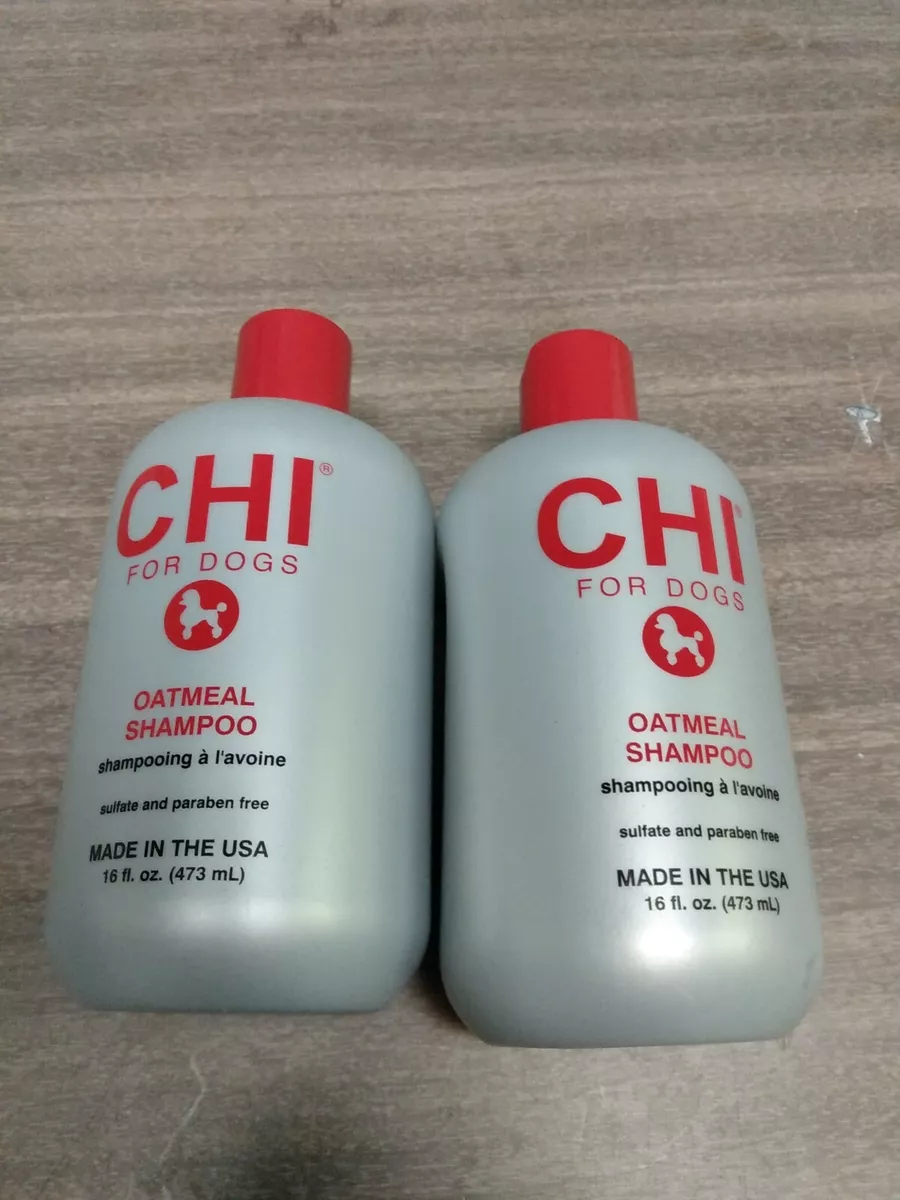 CHI®
FOR DOGS
OATMEAL
SHAMPOO
shampooing à l'avoine
sulfate and paraben free
MADE IN THE USA
16 fl. oz. (473 mL)
CHI®
FOR DOGS
OATMEAL
SHAMPOO
shampooing à l'avoine
sulfate and paraben free
MADE IN THE USA
16 fl. oz. (473 mL)